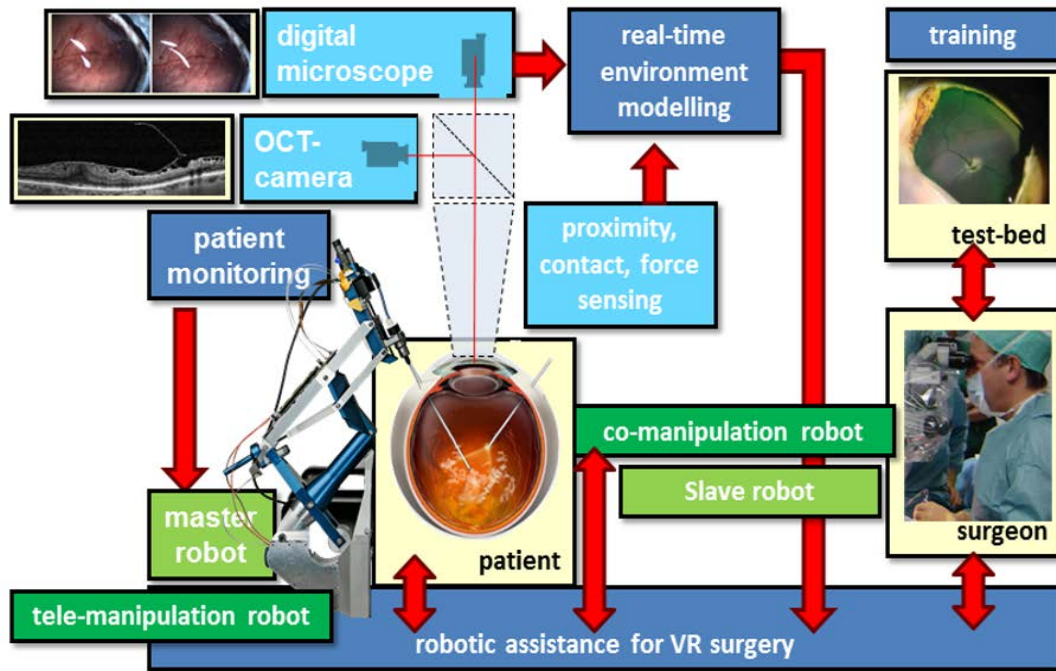 digital
microscope
real-time
environment
modelling
training
OCT-
camera
patient
monitoring
proximity,
contact, force
sensing
test-bed
co-manipulation robot
Slave robot
master
robot
patient
surgeon
tele-manipulation robot
robotic assistance for VR surgery